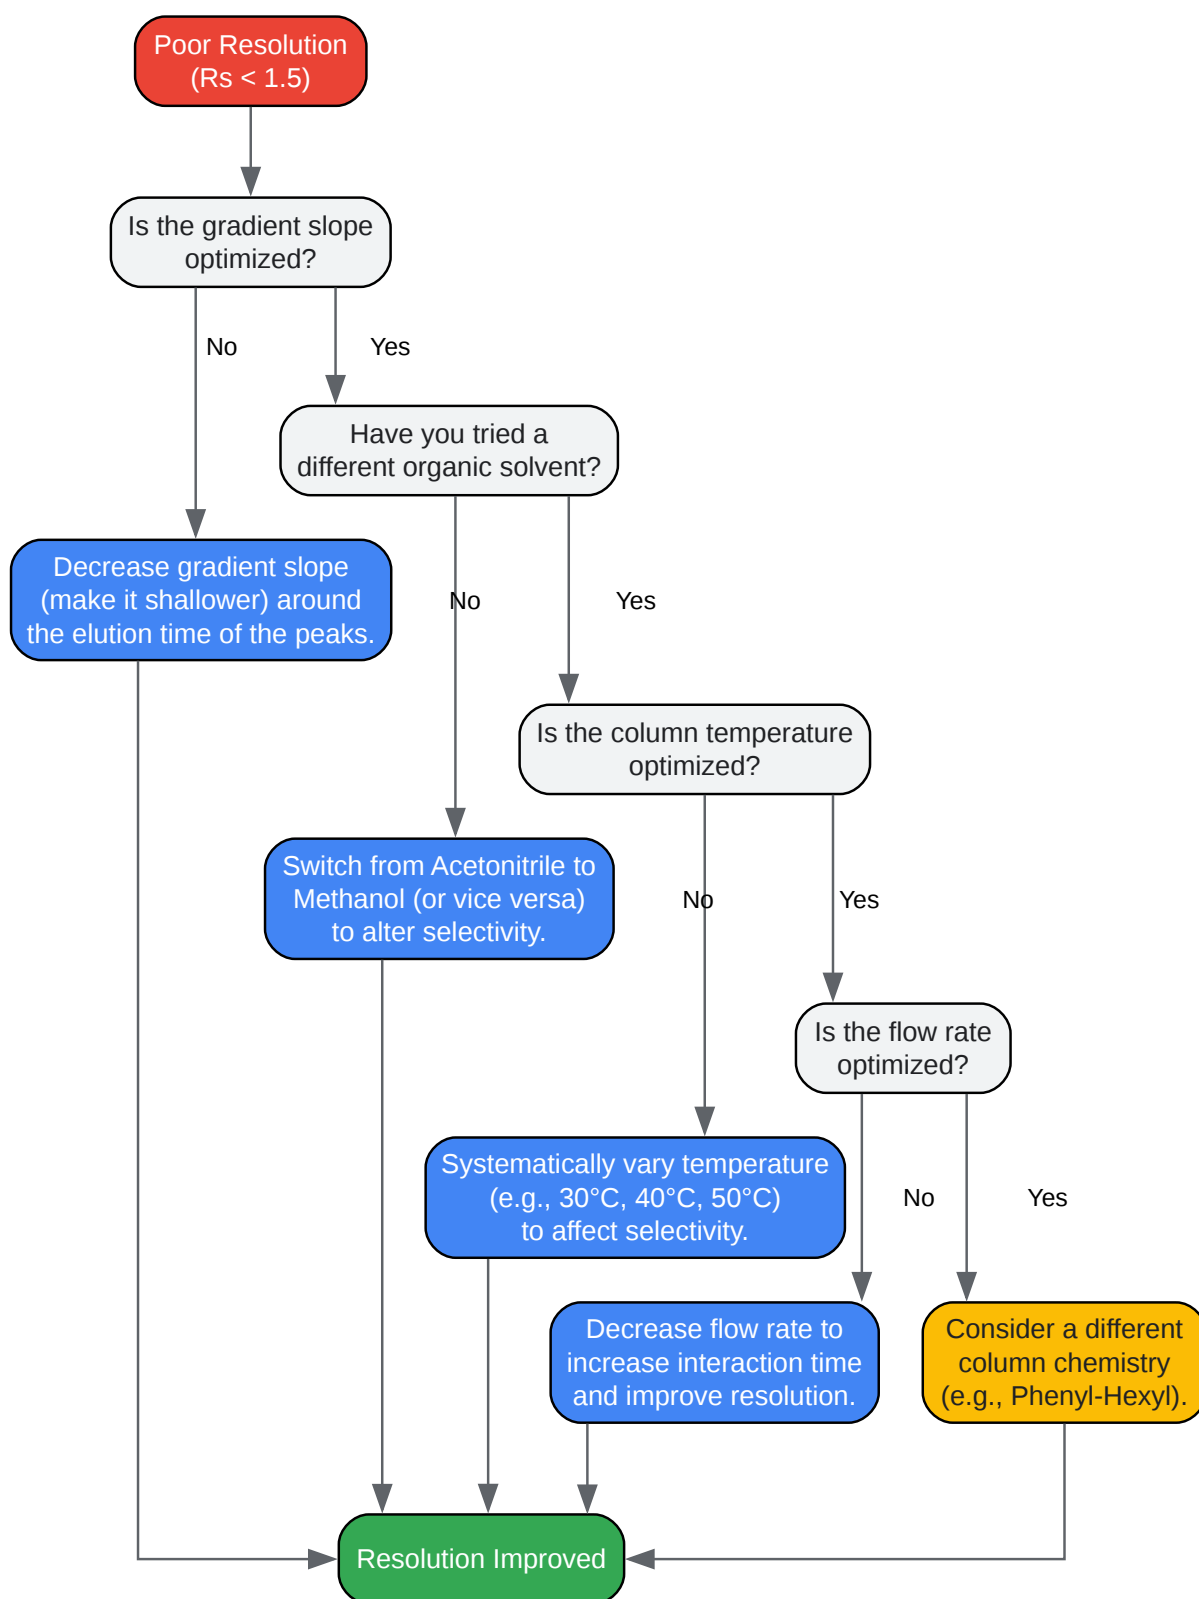 Poor Resolution
(Rs < 1.5)
Is the gradient slope
optimized?
No
Yes
Have you tried a
different organic solvent?
Decrease gradient slope
(make it shallower) around
the elution time of the peaks.
No
Yes
Is the column temperature
optimized?
Switch from Acetonitrile to
Methanol (or vice versa)
to alter selectivity.
No
Yes
Is the flow rate
optimized?
Systematically vary temperature
(e.g., 30°C, 40°C, 50°C)
to affect selectivity.
No
Yes
Decrease flow rate to
increase interaction time
and improve resolution.
Consider a different
column chemistry
(e.g., Phenyl-Hexyl).
Resolution Improved